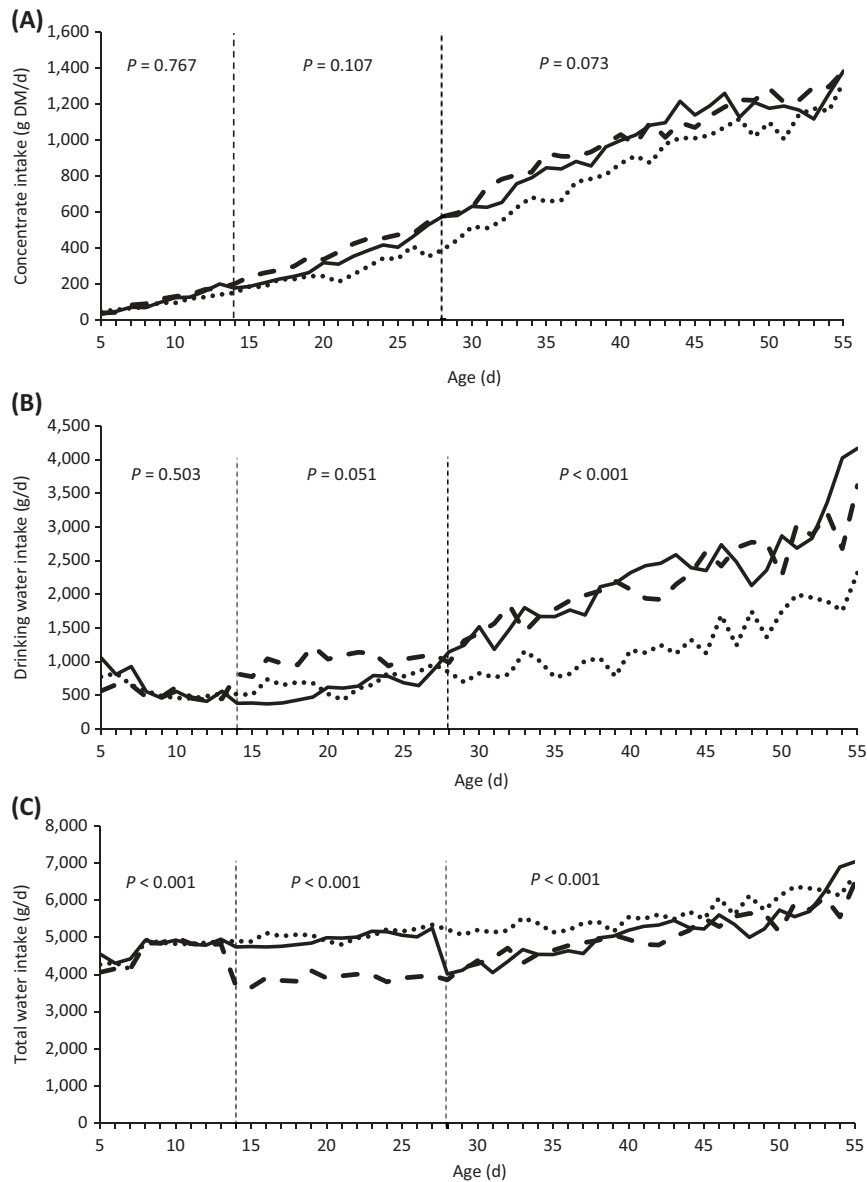 (A)
1,600
1,400
1,200
1,000
800
600
400
200
0
Concentrate intake (g DM/d)
P = 0.767
P = 0.107
P = 0.073
5 10 15 20 25 30 35 40 45 50 55
Age (d)
(B)
4,500
4,000
3,500
3,000
2,500
2,000
1,500
1,000
500
0
Drinking water intake (g/d)
P = 0.503
P = 0.051
P < 0.001
5 10 15 20 25 30 35 40 45 50 55
Age (d)
(C)
8,000
7,000
6,000
5,000
4,000
3,000
2,000
1,000
0
Total water intake (g/d)
P < 0.001
P < 0.001
P < 0.001
5 10 15 20 25 30 35 40 45 50 55
Age (d)